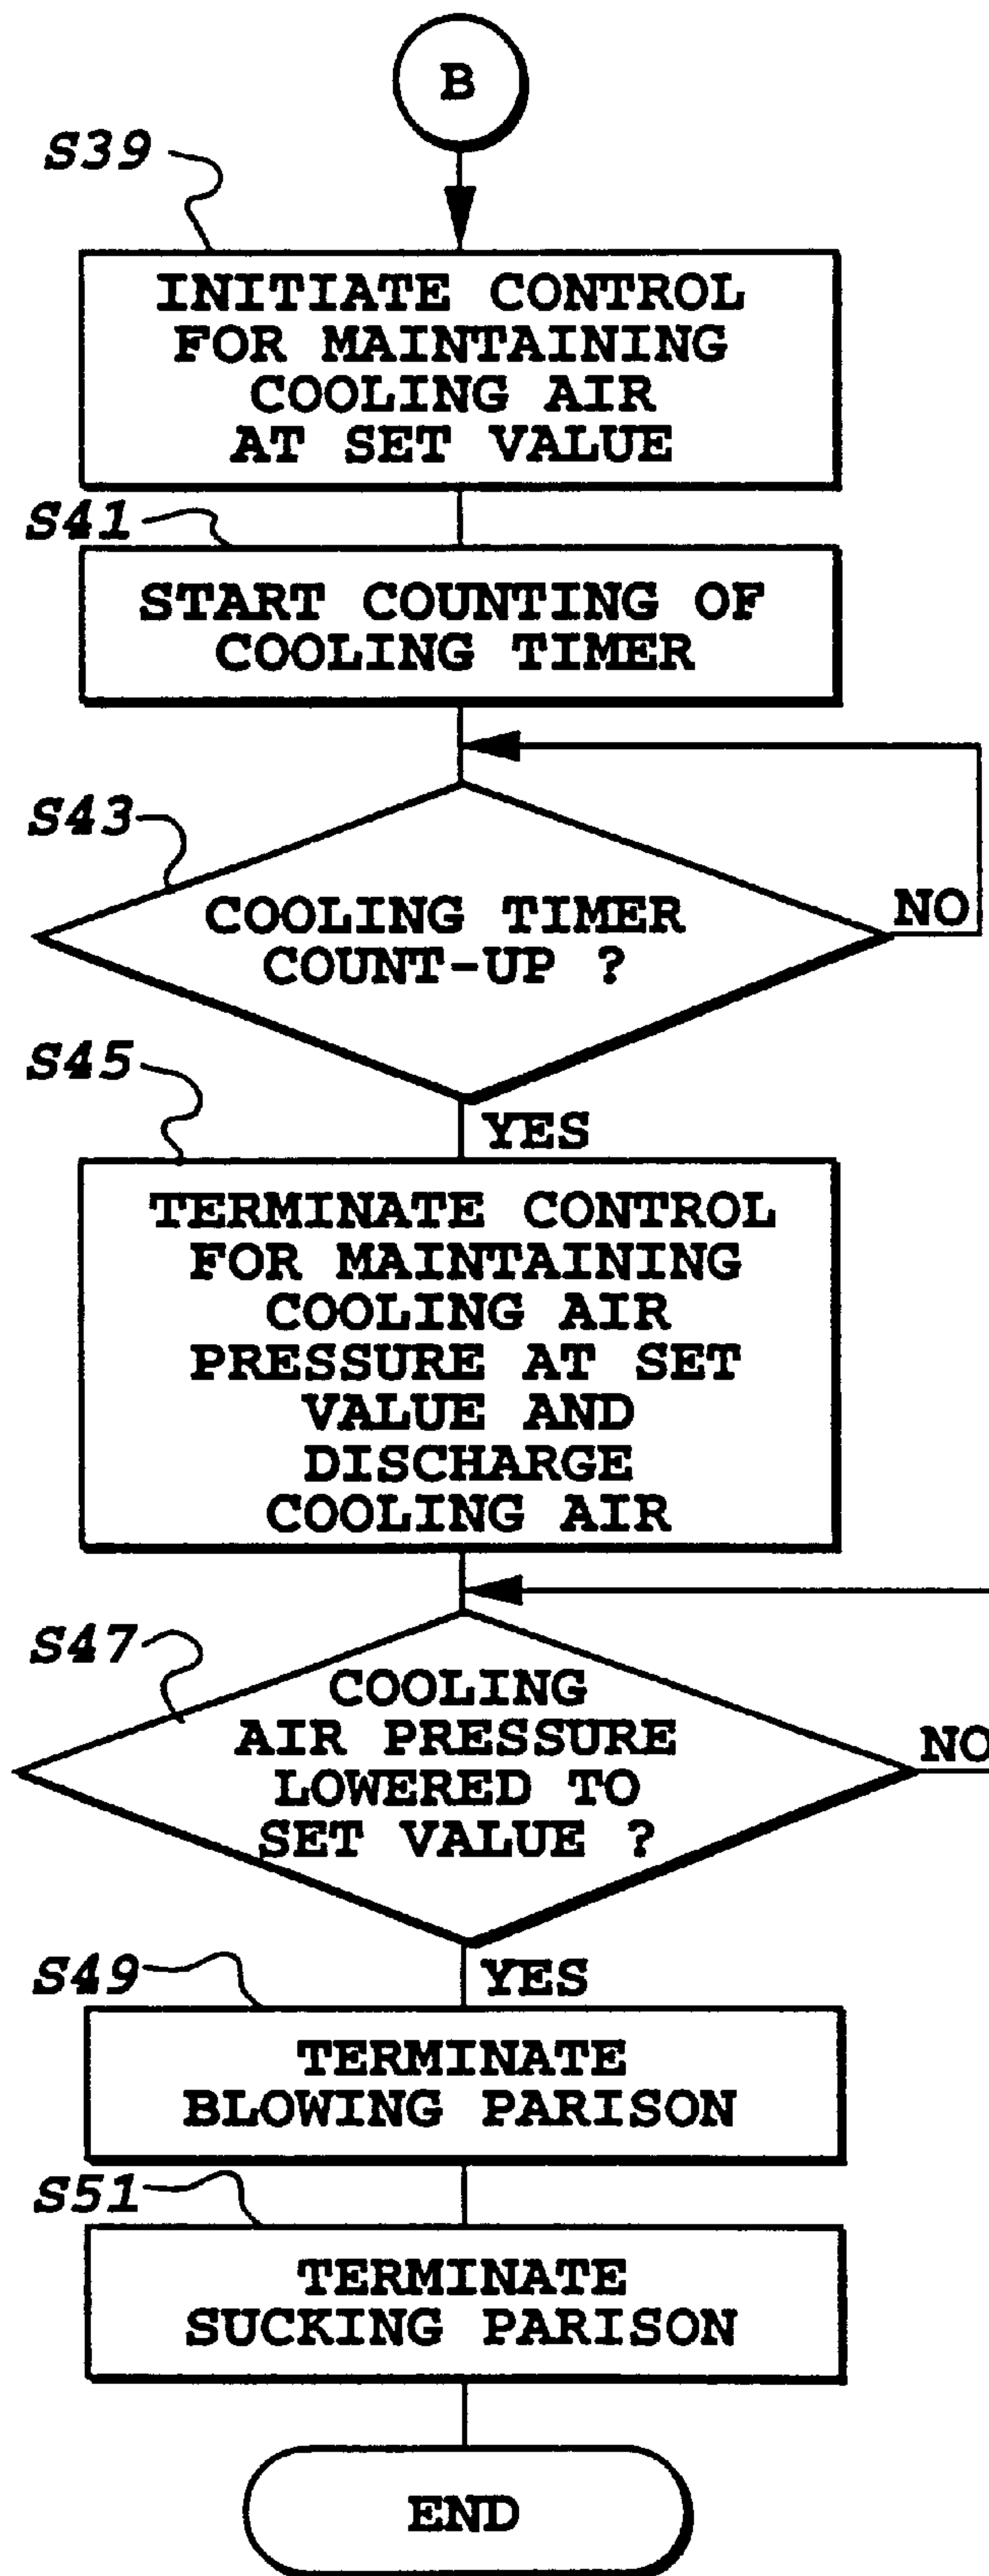 B
S39
INITIATE CONTROL
FOR MAINTAINING
COOLING AIR
AT SET VALUE
S41
START COUNTING OF
COOLING TIMER
S43
COOLING TIMER
COUNT-UP ?
NO
S45
YES
TERMINATE CONTROL
FOR MAINTAINING
COOLING AIR
PRESSURE AT SET
VALUE AND
DISCHARGE
COOLING AIR
S47
COOLING
AIR PRESSURE
LOWERED TO
SET VALUE ?
NO
S49
YES
TERMINATE
BLOWING PARISON
S51
TERMINATE
SUCKING PARISON
END